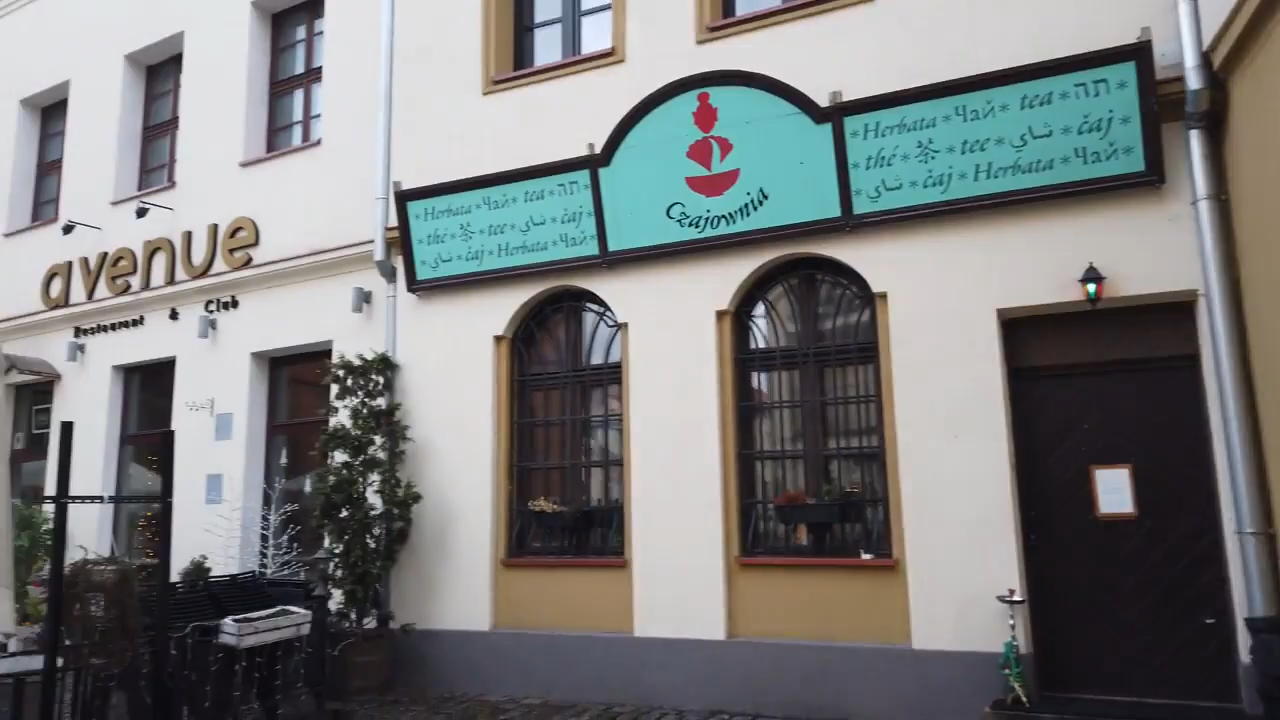 avenue
Restaurant & Club
*Herbata*Чай*tea*תה
*thé*茶*tee*شاي*čaj*
*شاي*čaj*Herbata*Чай*
Czajownia
*Herbata*Чай*tea*תה*
*thé*茶*tee*شاي*čaj*
*شاي*čaj*Herbata*Чай*